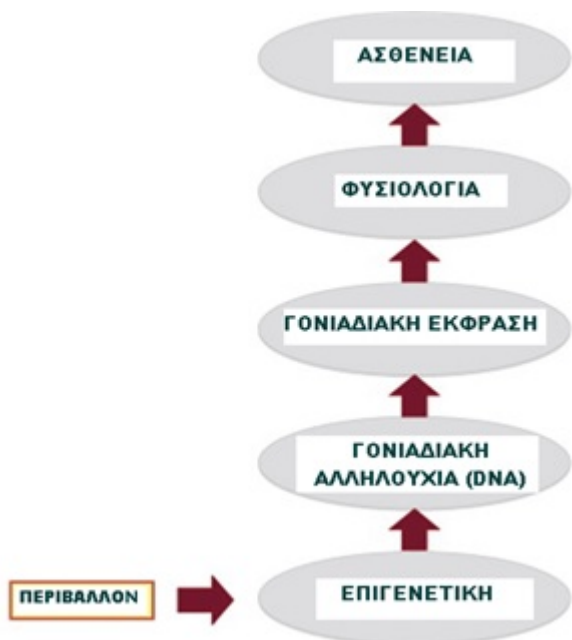 ΑΣΘΕΝΕΙΑ
ΦΥΣΙΟΛΟΓΙΑ
ΓΟΝΙΑΔΙΑΚΗ ΕΚΦΡΑΣΗ
ΓΟΝΙΑΔΙΑΚΗ
ΑΛΛΗΛΟΥΧΙΑ (DNA)
ΠΕΡΙΒΑΛΛΟΝ
ΕΠΙΓΕΝΕΤΙΚΗ